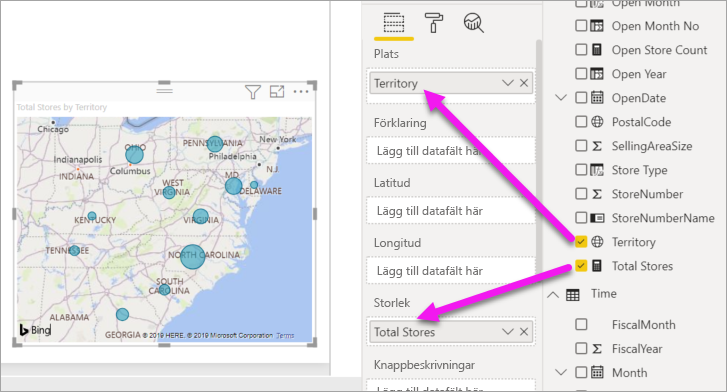 Total Stores by Territory
Chicago
Indianapolis
INDIANA
OHIO
Columbus
PENNSYLVANIA
New York
Philadelphia
N.J.
MD
DELAWARE
WEST
VIRGINIA
KENTUCKY
VIRGINIA
TENNESSEE
NORTH CAROLINA
SOUTH
CAROLINA
ALABAMA
GEORGIA
Bing
© 2019 HERE, © 2019 Microsoft Corporation Terms
Plats
Territory
Förklaring
Lägg till datafält här
Latitud
Lägg till datafält här
Longitud
Lägg till datafält här
Storlek
Total Stores
Knappbeskrivningar
Lägg till datafält här
Open Month
Open Month No
Open Store Count
Open Year
OpenDate
PostalCode
SellingAreaSize
Store Type
StoreNumber
StoreNumberName
Territory
Total Stores
Time
FiscalMonth
FiscalYear
Month